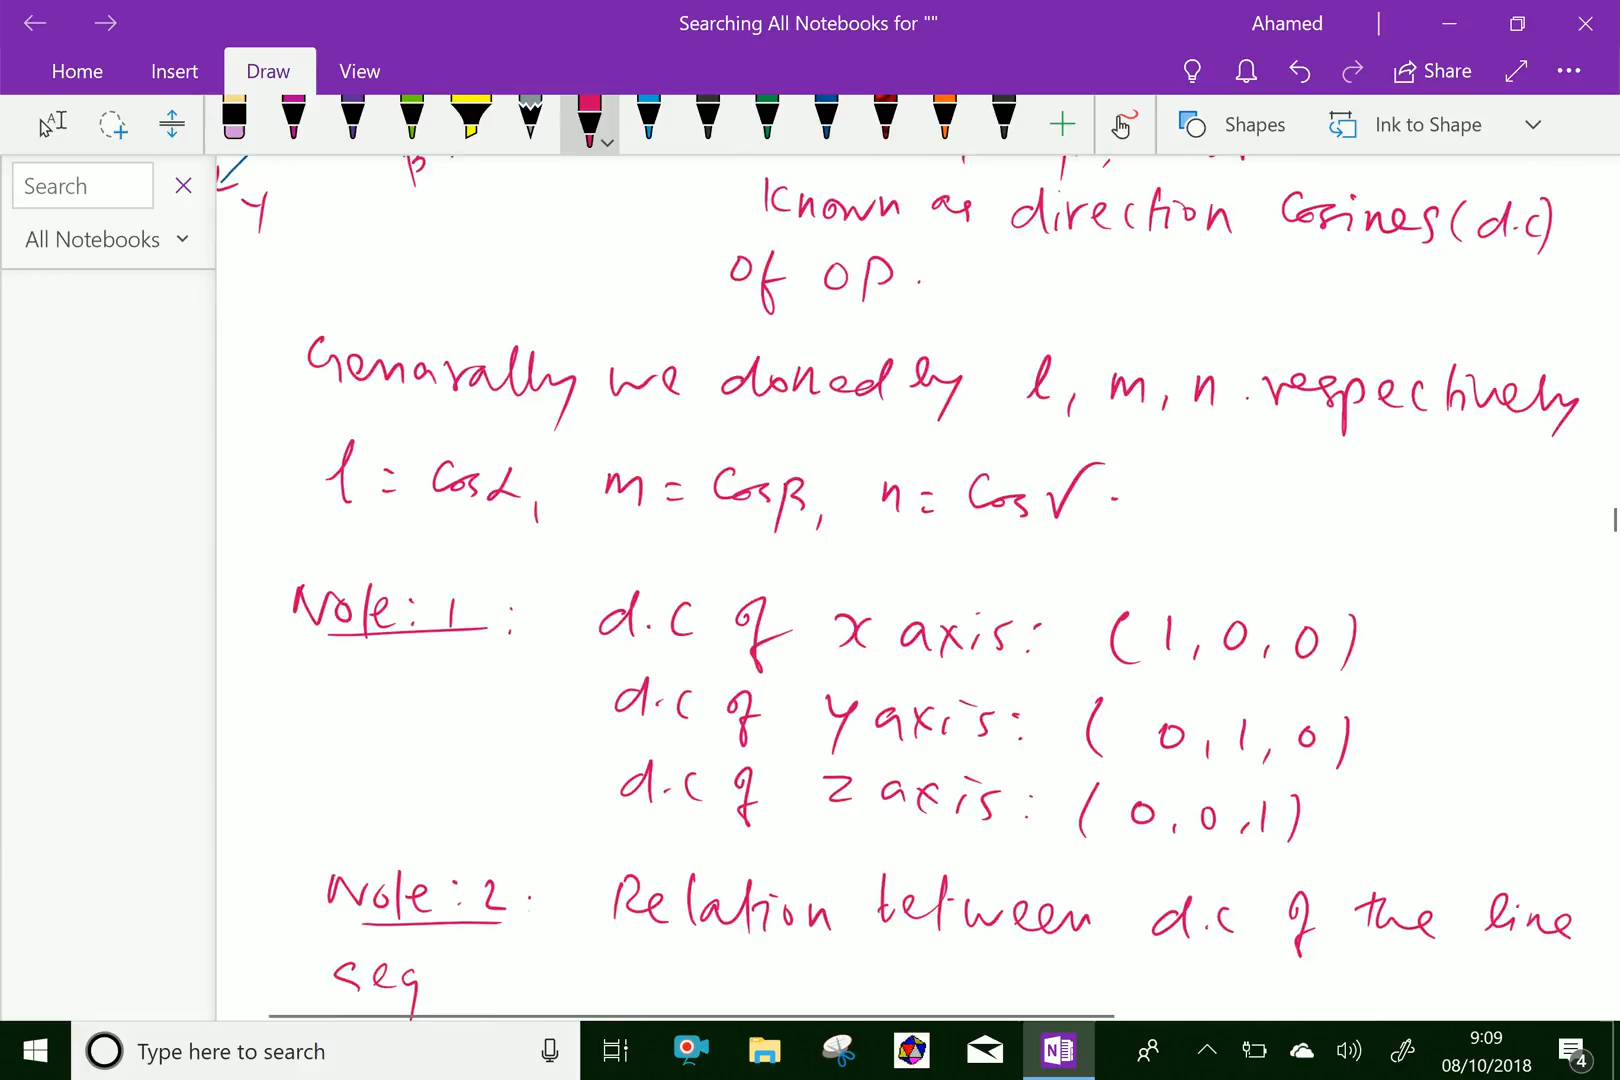 Searching All Notebooks for ""
Ahamed
Home Insert Draw View
Share
Shapes
Ink to Shape
Search
All Notebooks
β
y
Known as direction Cosines (d.c)
of OP.
Generally we doned by l, m, n. respectively
l = Cosα, m = Cosβ, n = Cosγ.
Note: 1: d.c of x axis: (1, 0, 0)
d.c of y axis: (0, 1, 0)
d.c of z axis: (0, 0, 1)
Note: 2: Relation between d.c of the line
seg
Type here to search
9:09
08/10/2018
4